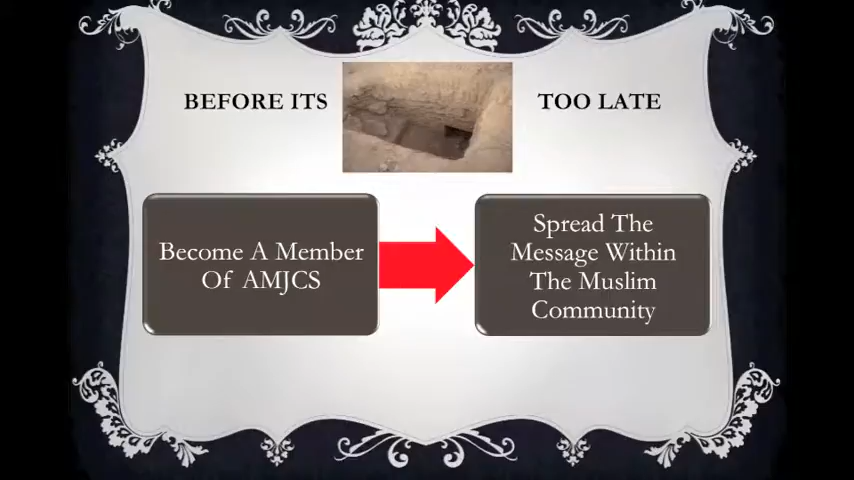 BEFORE ITS
TOO LATE
Become A Member
Of AMJCS
Spread The
Message Within
The Muslim
Community